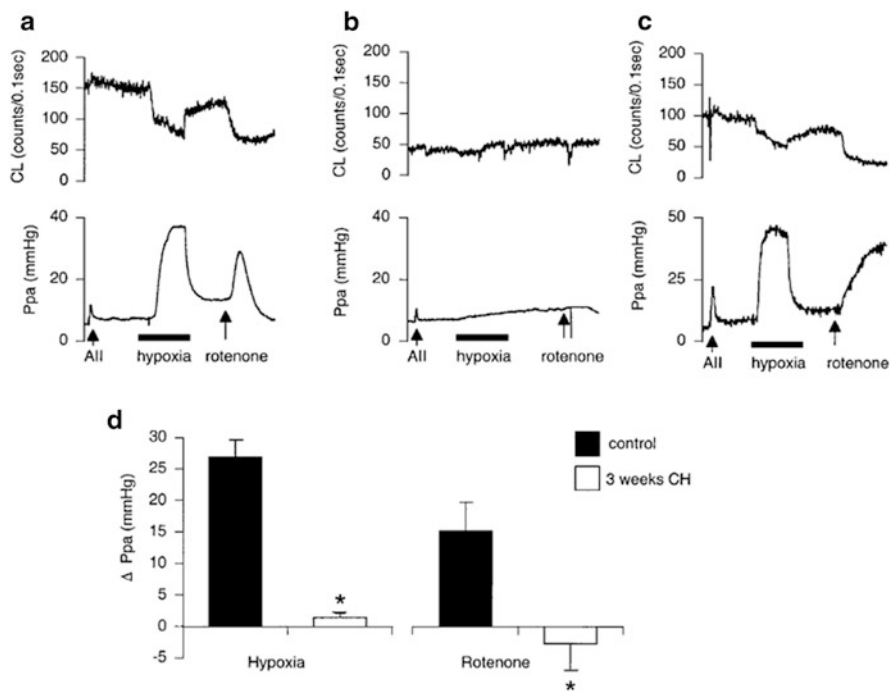 a
CL (counts/0.1sec)
200
150
100
50
0
Ppa (mmHg)
40
20
0
AII hypoxia rotenone
b
CL (counts/0.1sec)
200
150
100
50
0
Ppa (mmHg)
40
20
0
AII hypoxia rotenone
c
CL (counts/0.1sec)
200
150
100
50
0
Ppa (mmHg)
50
25
0
AII hypoxia rotenone
d
Δ Ppa (mmHg)
30
25
20
15
10
5
0
-5
*
*
Hypoxia Rotenone
control
3 weeks CH